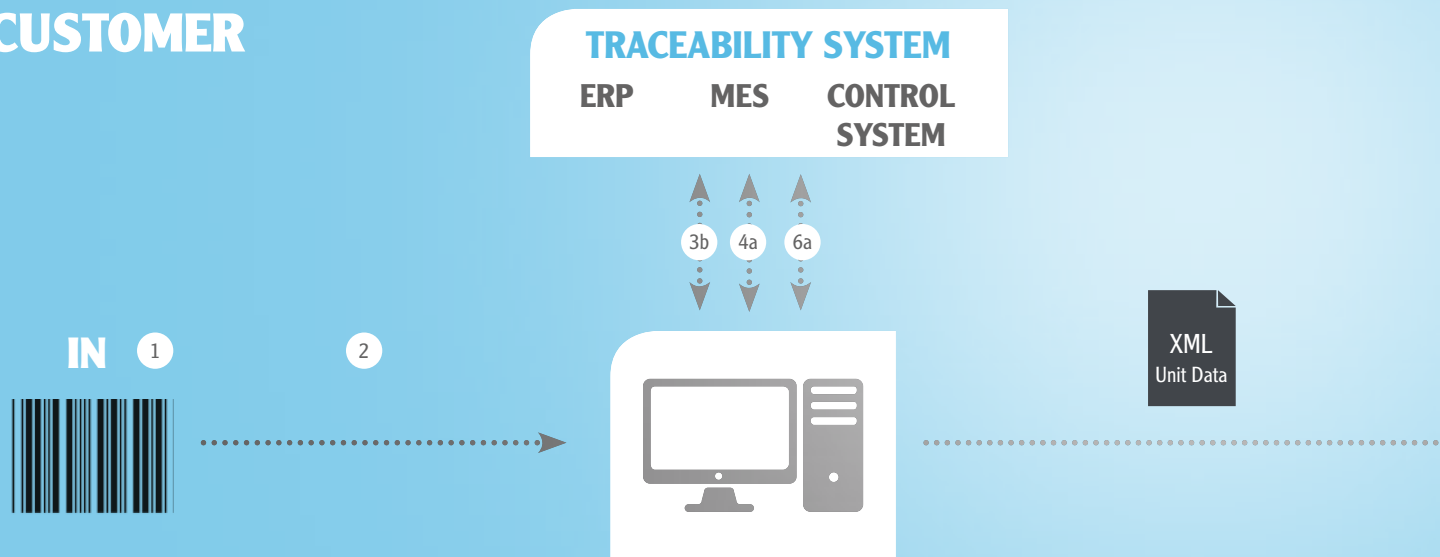 CUSTOMER
TRACEABILITY SYSTEM
ERP MES CONTROL
SYSTEM
3b 4a 6a
IN 1 2
XML
Unit Data